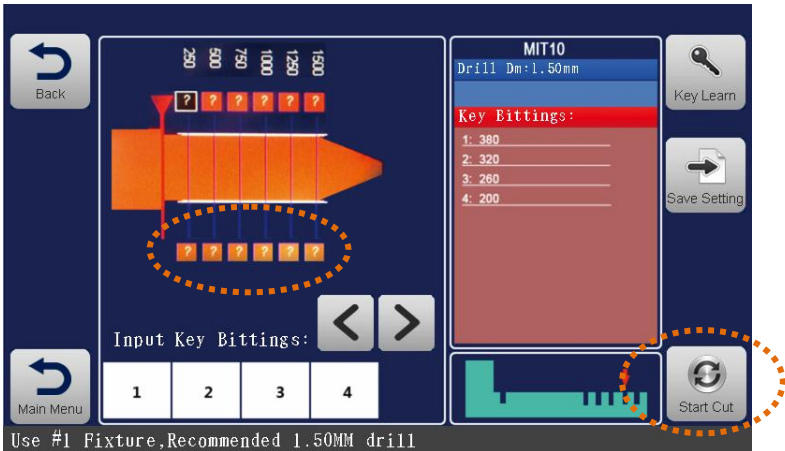 Back
250 500 750 1000 1250 1500
? ? ? ? ? ?
? ? ? ? ? ?
Input Key Bittings:
< >
1 2 3 4
Main Menu
MIT10
Drill Dm:1.50mm
Key Bittings:
1: 380
2: 320
3: 260
4: 200
Key Learn
Save Setting
Start Cut
Use #1 Fixture,Recommended 1.50MM drill